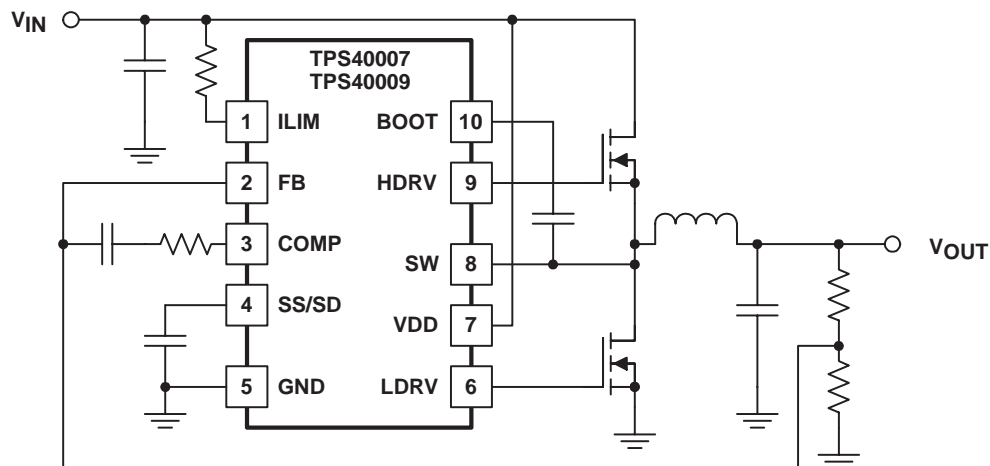 VIN
TPS40007
TPS40009
1 ILIM BOOT 10
2 FB HDRV 9
3 COMP
SW 8
VOUT
4 SS/SD
VDD 7
5 GND LDRV 6